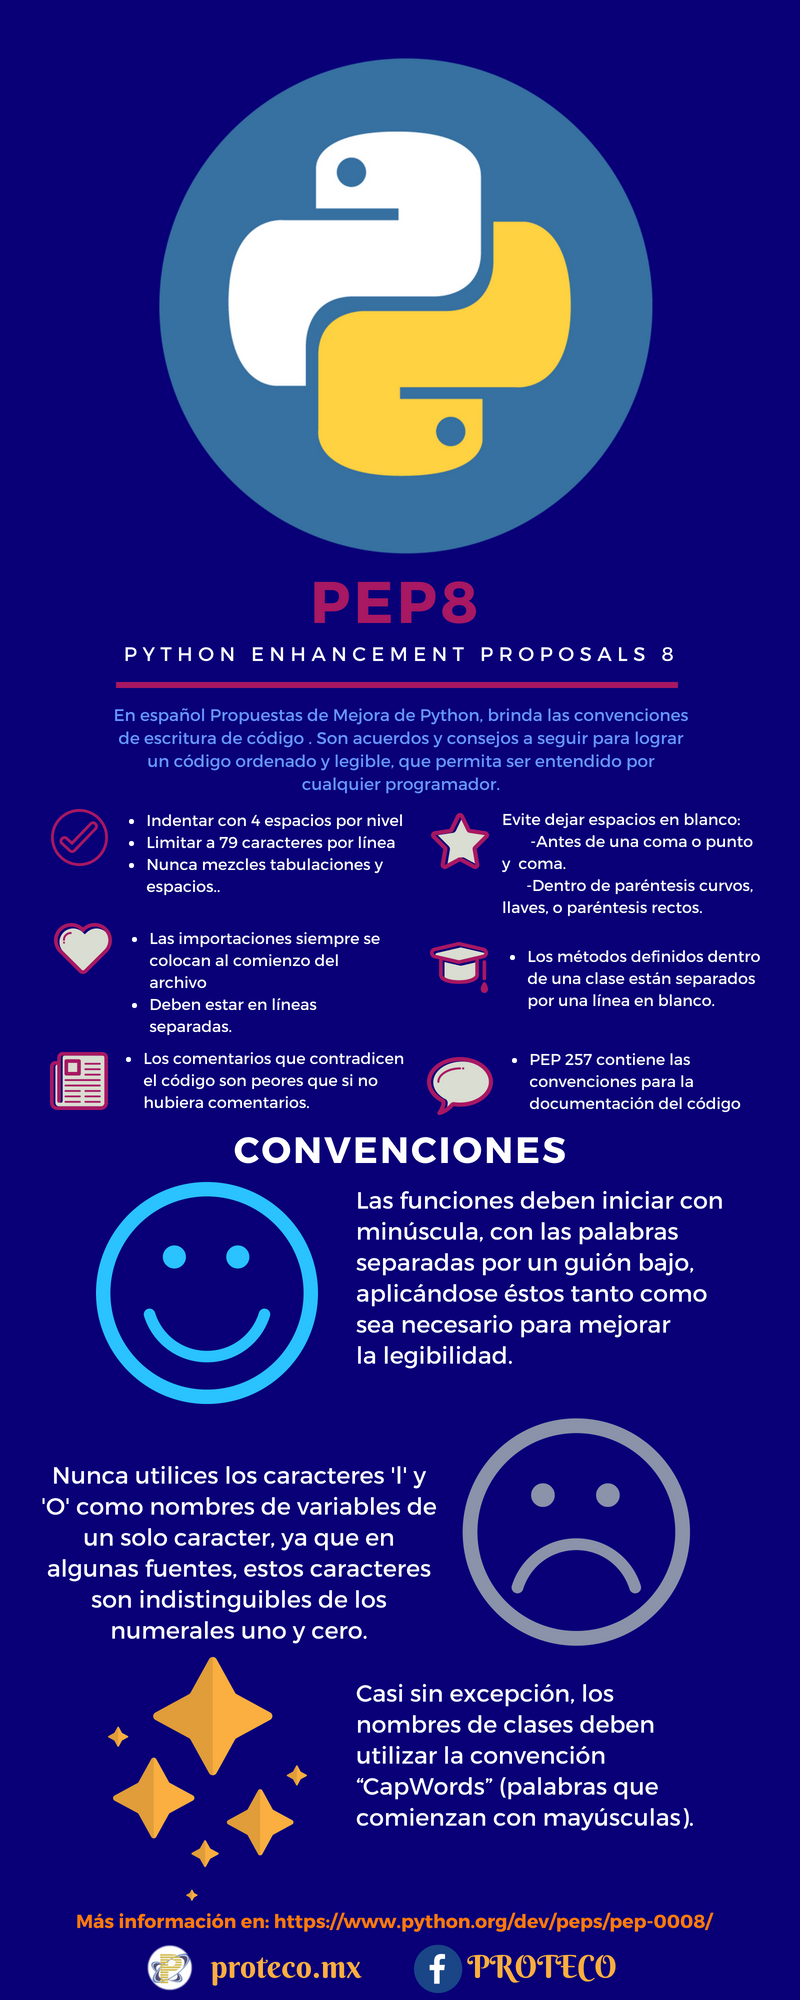 PEP8
PYTHON ENHANCEMENT PROPOSALS 8
En español Propuestas de Mejora de Python, brinda las convenciones
de escritura de código . Son acuerdos y consejos a seguir para lograr
un código ordenado y legible, que permita ser entendido por
cualquier programador.
• Indentar con 4 espacios por nivel
• Limitar a 79 caracteres por línea
• Nunca mezcles tabulaciones y
espacios..
Evite dejar espacios en blanco:
-Antes de una coma o punto
y coma.
-Dentro de paréntesis curvos,
llaves, o paréntesis rectos.
• Las importaciones siempre se
colocan al comienzo del
archivo
• Deben estar en líneas
separadas.
• Los métodos definidos dentro
de una clase están separados
por una línea en blanco.
• Los comentarios que contradicen
el código son peores que si no
hubiera comentarios.
• PEP 257 contiene las
convenciones para la
documentación del código
CONVENCIONES
Las funciones deben iniciar con
minúscula, con las palabras
separadas por un guión bajo,
aplicándose éstos tanto como
sea necesario para mejorar
la legibilidad.
Nunca utilices los caracteres 'l' y
'O' como nombres de variables de
un solo caracter, ya que en
algunas fuentes, estos caracteres
son indistinguibles de los
numerales uno y cero.
Casi sin excepción, los
nombres de clases deben
utilizar la convención
“CapWords” (palabras que
comienzan con mayúsculas).
Más información en: https://www.python.org/dev/peps/pep-0008/
proteco.mx
f PROTECO